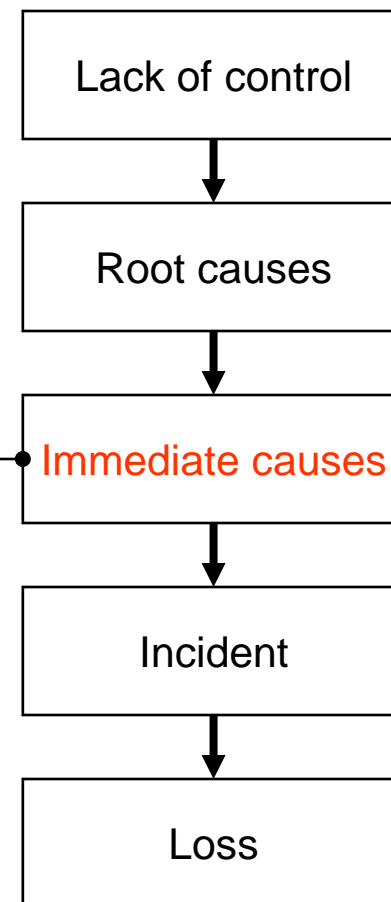 Lack of control
Root causes
Immediate causes
Incident
Loss